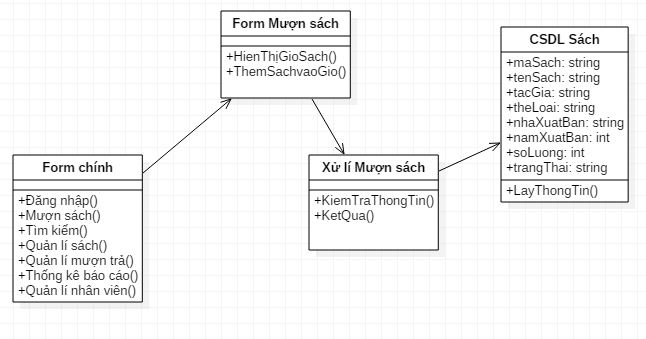 Form Mượn sách
+HienThịGioSach()
+ThemSachvaoGio()
CSDL Sách
+maSach: string
+tenSach: string
+tacGia: string
+theLoai: string
+nhaXuatBan: string
+namXuatBan: int
+soLuong: int
+trangThai: string
+LayThongTin()
Form chính
+Đăng nhập()
+Mượn sách()
+Tìm kiếm()
+Quản lí sách()
+Quản lí mượn trả()
+Thống kê báo cáo()
+Quản lí nhân viên()
Xử lí Mượn sách
+KiemTraThongTin()
+KetQua()